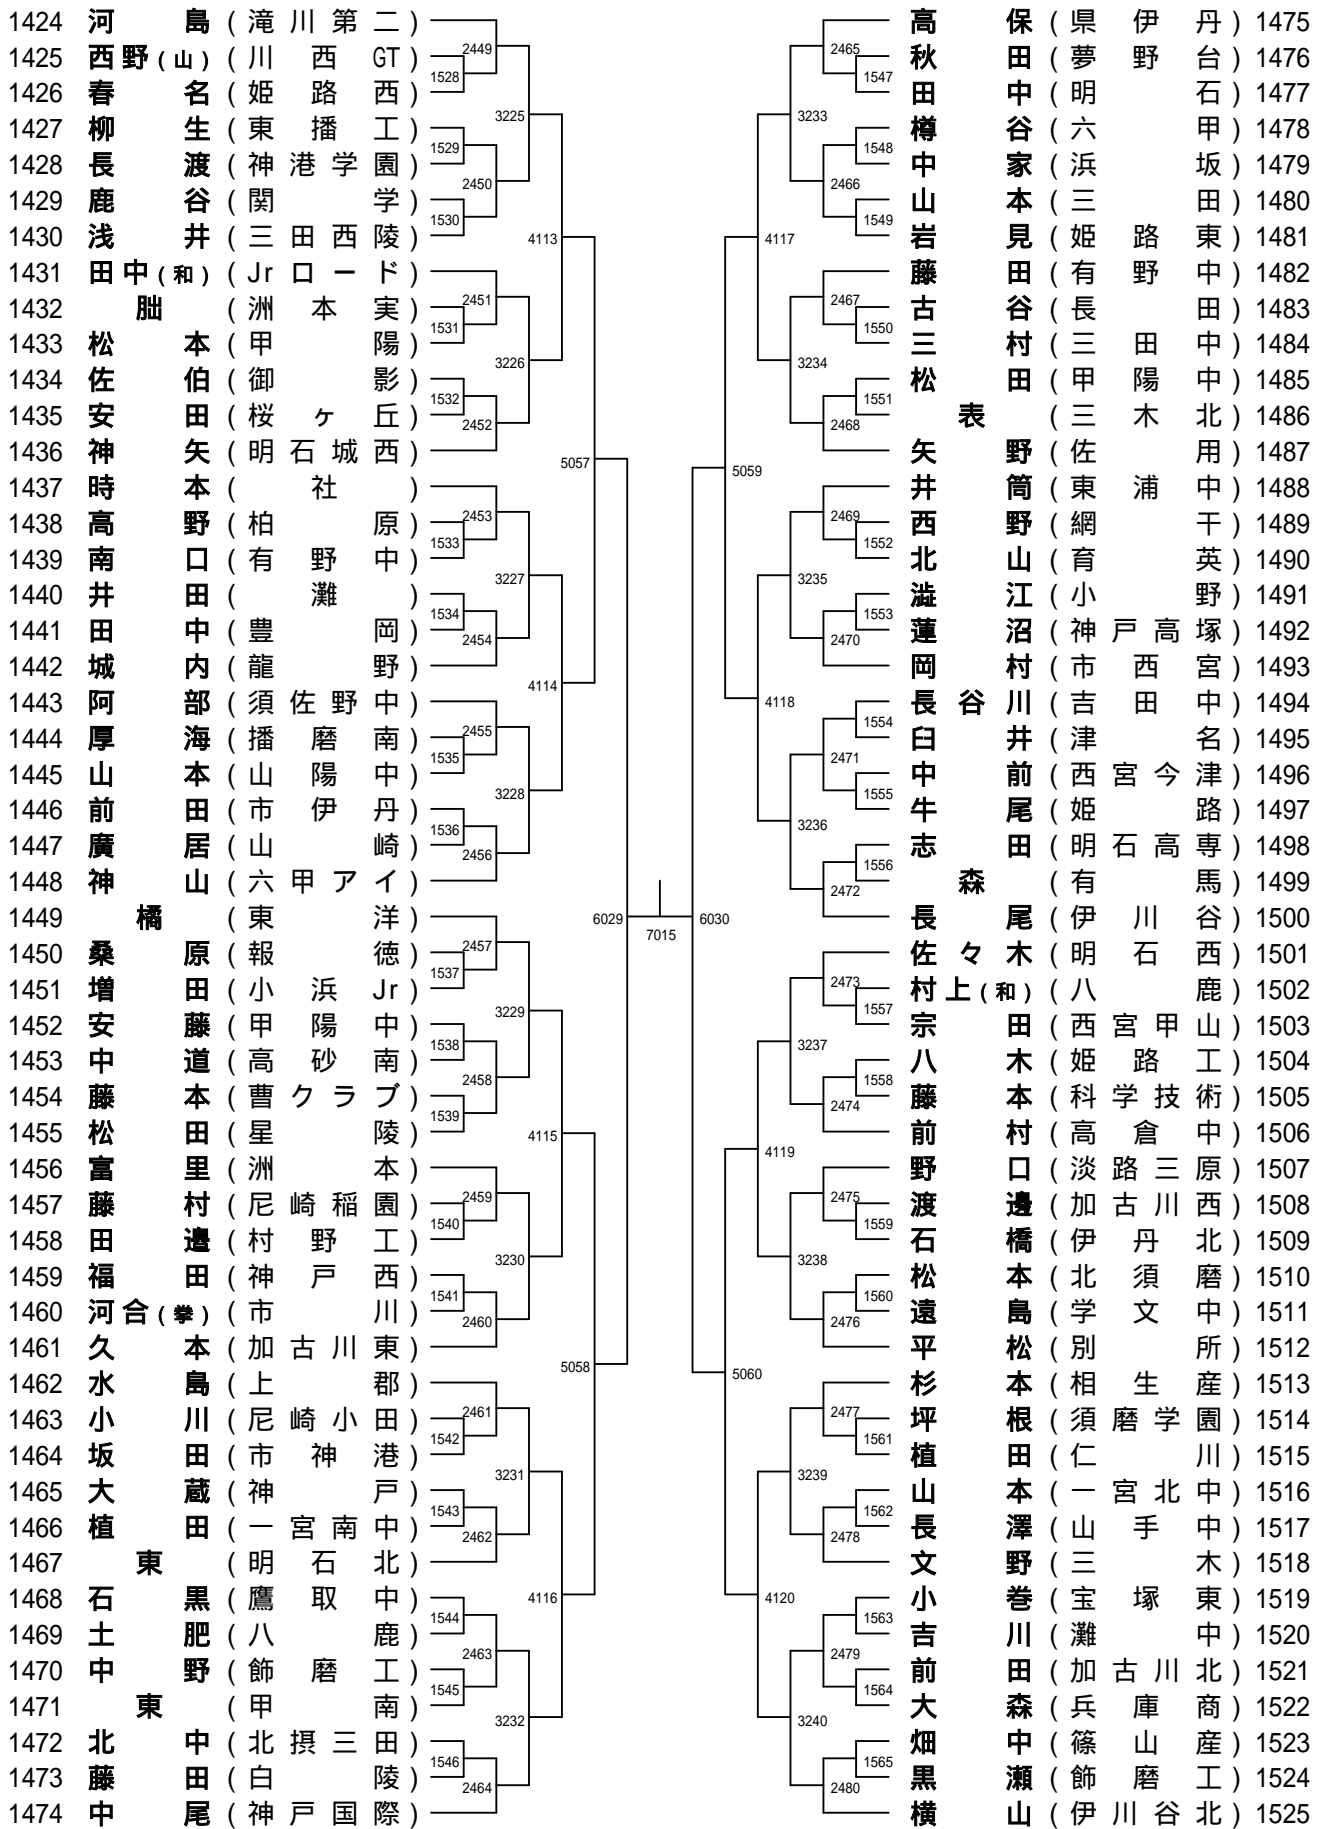 1424 河島 (滝川第二)
1425 西野(山) (川西GT)
1426 春名 (姫路西)
1427 柳生 (東播工)
1428 長渡 (神港学園)
1429 鹿谷 (関学)
1430 浅井 (三田西陵)
1431 田中(和) (Jrロード)
1432 朏 (洲本実)
1433 松本 (甲陽)
1434 佐伯 (御影)
1435 安田 (桜ヶ丘)
1436 神矢 (明石城西)
1437 時本 (社)
1438 高野 (柏原)
1439 南口 (有野中)
1440 井田 (灘)
1441 田中 (豊岡)
1442 城内 (龍野)
1443 阿部 (須佐野中)
1444 厚海 (播磨南)
1445 山本 (山陽中)
1446 前田 (市伊丹)
1447 廣居 (山崎)
1448 神山 (六甲アイ)
1449 橘 (東洋)
1450 桑原 (報徳)
1451 増田 (小浜Jr)
1452 安藤 (甲陽中)
1453 中道 (高砂南)
1454 藤本 (曹クラブ)
1455 松田 (星陵)
1456 富里 (洲本)
1457 藤村 (尼崎稲園)
1458 田邉 (村野工)
1459 福田 (神戸西)
1460 河合(拳) (市川)
1461 久本 (加古川東)
1462 水島 (上郡)
1463 小川 (尼崎小田)
1464 坂田 (市神港)
1465 大蔵 (神戸)
1466 植田 (一宮南中)
1467 東 (明石北)
1468 石黒 (鷹取中)
1469 土肥 (八鹿)
1470 中野 (飾磨工)
1471 東 (甲南)
1472 北中 (北摂三田)
1473 藤田 (白陵)
1474 中尾 (神戸国際)
1528
1529
1530
1531
1532
1533
1534
1535
1536
1537
1538
1539
1540
1541
1542
1543
1544
1545
1546
2449
2450
2451
2452
2453
2454
2455
2456
2457
2458
2459
2460
2461
2462
2463
2464
3225
3226
3227
3228
3229
3230
3231
3232
4113
4114
4115
4116
5057
5058
6029
7015
6030
5059
5060
4117
4118
4119
4120
3233
3234
3235
3236
3237
3238
3239
3240
2465
2466
2467
2468
2469
2470
2471
2472
2473
2474
2475
2476
2477
2478
2479
2480
1547
1548
1549
1550
1551
1552
1553
1554
1555
1556
1557
1558
1559
1560
1561
1562
1563
1564
1565
高保 (県伊丹) 1475
秋田 (夢野台) 1476
田中 (明石) 1477
樽谷 (六甲) 1478
中家 (浜坂) 1479
山本 (三田) 1480
岩見 (姫路東) 1481
藤田 (有野中) 1482
古谷 (長田) 1483
三村 (三田中) 1484
松田 (甲陽中) 1485
表 (三木北) 1486
矢野 (佐用) 1487
井筒 (東浦中) 1488
西野 (網干) 1489
北山 (育英) 1490
澁江 (小野) 1491
蓮沼 (神戸高塚) 1492
岡村 (市西宮) 1493
長谷川 (吉田中) 1494
臼井 (津名) 1495
中前 (西宮今津) 1496
牛尾 (姫路) 1497
志田 (明石高専) 1498
森 (有馬) 1499
長尾 (伊川谷) 1500
佐々木 (明石西) 1501
村上(和) (八鹿) 1502
宗田 (西宮甲山) 1503
八木 (姫路工) 1504
藤本 (科学技術) 1505
前村 (高倉中) 1506
野口 (淡路三原) 1507
渡邊 (加古川西) 1508
石橋 (伊丹北) 1509
松本 (北須磨) 1510
遠島 (学文中) 1511
平松 (別所) 1512
杉本 (相生産) 1513
坪根 (須磨学園) 1514
植田 (仁川) 1515
山本 (一宮北中) 1516
長澤 (山手中) 1517
文野 (三木) 1518
小巻 (宝塚東) 1519
吉川 (灘中) 1520
前田 (加古川北) 1521
大森 (兵庫商) 1522
畑中 (篠山産) 1523
黒瀬 (飾磨工) 1524
横山 (伊川谷北) 1525